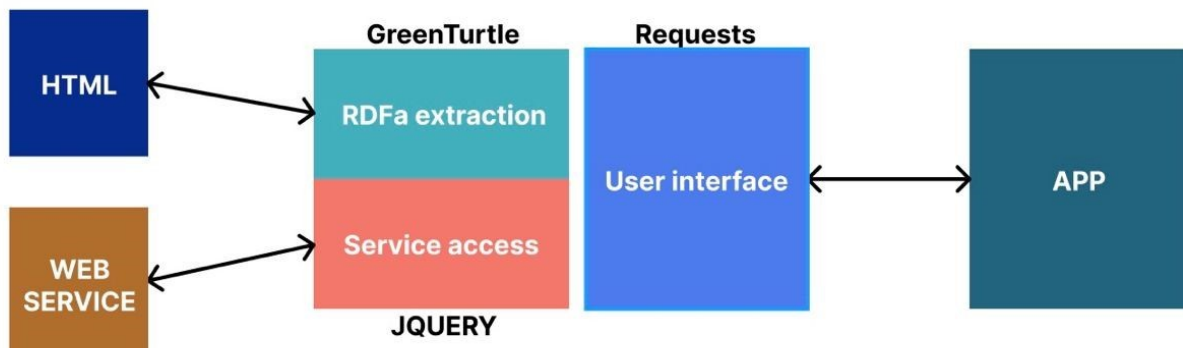 HTML
WEB
SERVICE
GreenTurtle
RDFa extraction
Service access
JQUERY
Requests
User interface
APP